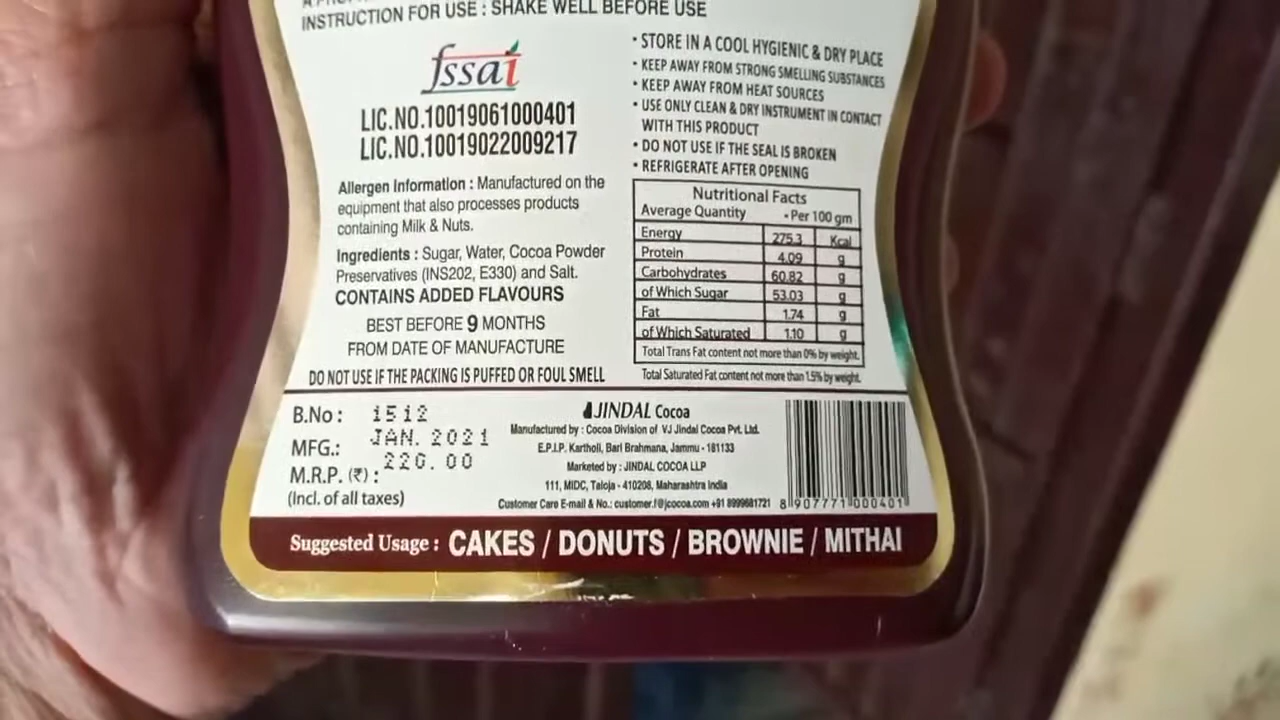 INSTRUCTION FOR USE : SHAKE WELL BEFORE USE
fssai
LIC.NO.10019061000401
LIC.NO.10019022009217
Allergen Information : Manufactured on the
equipment that also processes products
containing Milk & Nuts.
Ingredients : Sugar, Water, Cocoa Powder
Preservatives (INS202, E330) and Salt.
CONTAINS ADDED FLAVOURS
BEST BEFORE 9 MONTHS
FROM DATE OF MANUFACTURE
DO NOT USE IF THE PACKING IS PUFFED OR FOUL SMELL
• STORE IN A COOL HYGIENIC & DRY PLACE
• KEEP AWAY FROM STRONG SMELLING SUBSTANCES
• KEEP AWAY FROM HEAT SOURCES
• USE ONLY CLEAN & DRY INSTRUMENT IN CONTACT
WITH THIS PRODUCT
• DO NOT USE IF THE SEAL IS BROKEN
• REFRIGERATE AFTER OPENING
Nutritional Facts
Average Quantity • Per 100 gm
Energy 275.3 Kcal
Protein 4.09 g
Carbohydrates 60.82 g
of Which Sugar 53.03 g
Fat 1.74 g
of Which Saturated 1.10 g
Total Trans Fat content not more than 0% by weight.
Total Saturated Fat content not more than 1.5% by weight.
B.No : 1512
MFG.: JAN. 2021
M.R.P. (₹) : 220.00
(Incl. of all taxes)
JINDAL Cocoa
Manufactured by : Cocoa Division of VJ Jindal Cocoa Pvt. Ltd.
E.P.I.P. Kartholi, Bari Brahmana, Jammu - 181133
Marketed by : JINDAL COCOA LLP
111, MIDC, Taloja - 410208, Maharashtra India
Customer Care E-mail & No.: customer.f@jcocoa.com +91 8999681721
8 907771 000401
Suggested Usage : CAKES / DONUTS / BROWNIE / MITHAI